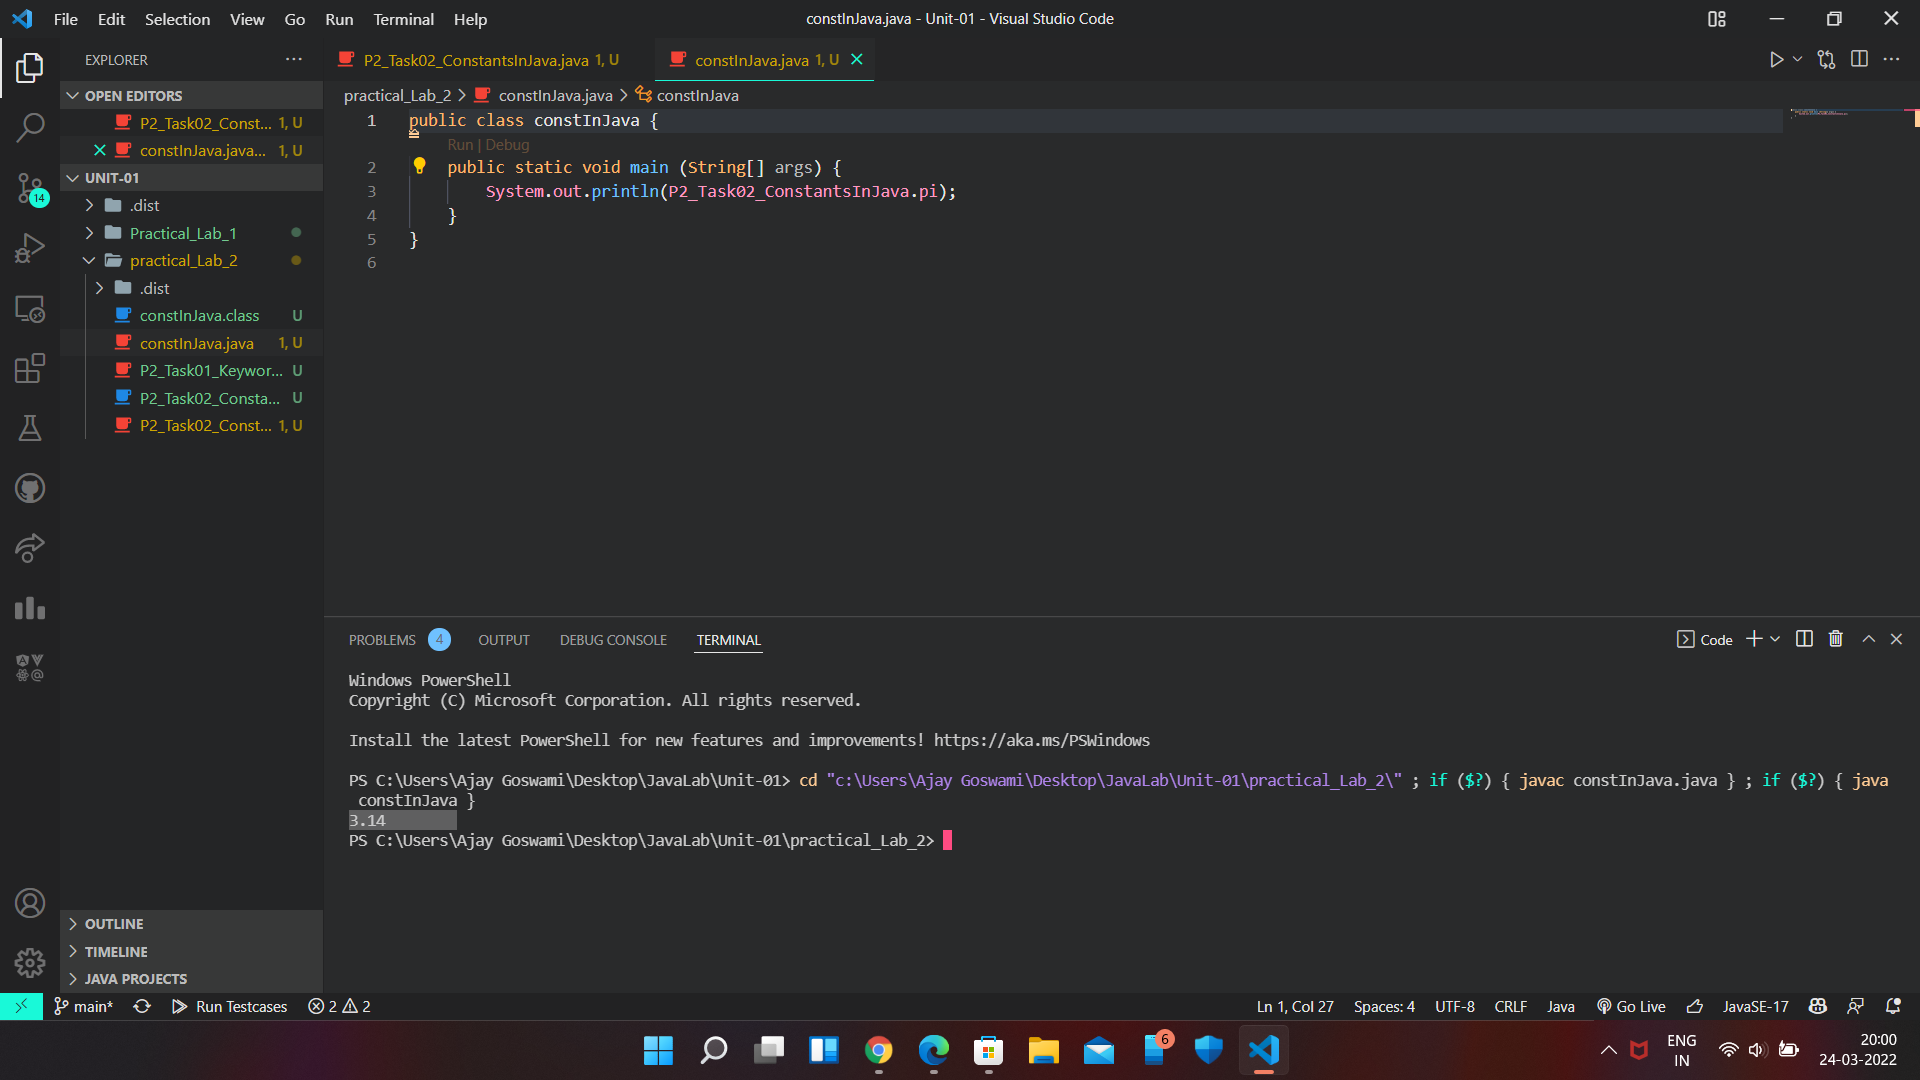 File Edit Selection View Go Run Terminal Help
constInJava.java - Unit-01 - Visual Studio Code
EXPLORER
P2_Task02_ConstantsInJava.java 1, U
constInJava.java 1, U
OPEN EDITORS
P2_Task02_Const... 1, U
constInJava.java... 1, U
UNIT-01
.dist
Practical_Lab_1
practical_Lab_2
.dist
constInJava.class U
constInJava.java 1, U
P2_Task01_Keywor... U
P2_Task02_Consta... U
P2_Task02_Const... 1, U
14
OUTLINE
TIMELINE
JAVA PROJECTS
practical_Lab_2 > constInJava.java > constInJava
1 public class constInJava {
Run | Debug
2 public static void main (String[] args) {
3 System.out.println(P2_Task02_ConstantsInJava.pi);
4 }
5 }
6
PROBLEMS 4 OUTPUT DEBUG CONSOLE TERMINAL
Code
Windows PowerShell
Copyright (C) Microsoft Corporation. All rights reserved.
Install the latest PowerShell for new features and improvements! https://aka.ms/PSWindows
PS C:\Users\Ajay Goswami\Desktop\JavaLab\Unit-01> cd "c:\Users\Ajay Goswami\Desktop\JavaLab\Unit-01\practical_Lab_2\" ; if ($?) { javac constInJava.java } ; if ($?) { java
constInJava }
3.14
PS C:\Users\Ajay Goswami\Desktop\JavaLab\Unit-01\practical_Lab_2>
main* Run Testcases 2 2
Ln 1, Col 27 Spaces: 4 UTF-8 CRLF Java Go Live JavaSE-17
6
ENG
IN
20:00
24-03-2022